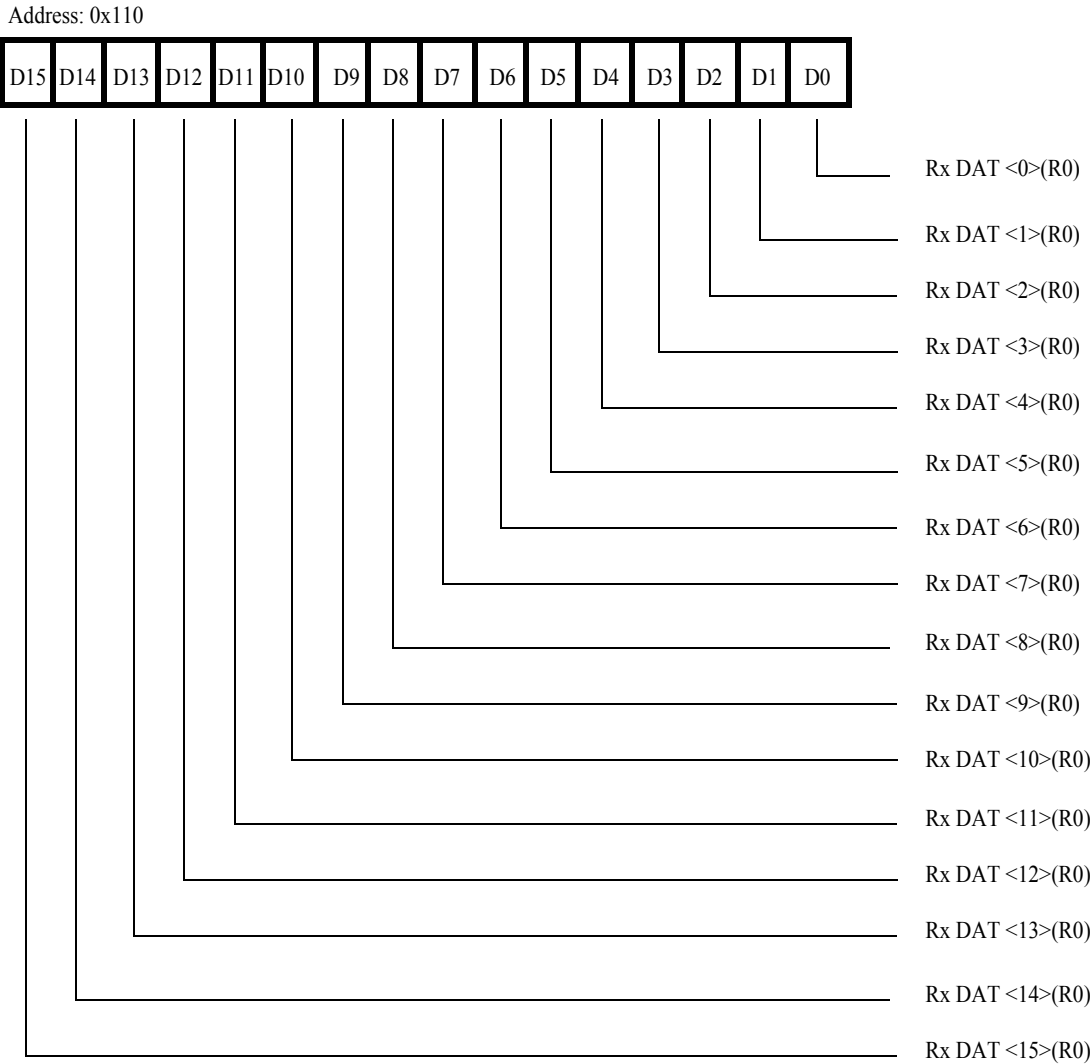 Address: 0x110
D15 D14 D13 D12 D11 D10 D9 D8 D7 D6 D5 D4 D3 D2 D1 D0
Rx DAT <0>(R0)
Rx DAT <1>(R0)
Rx DAT <2>(R0)
Rx DAT <3>(R0)
Rx DAT <4>(R0)
Rx DAT <5>(R0)
Rx DAT <6>(R0)
Rx DAT <7>(R0)
Rx DAT <8>(R0)
Rx DAT <9>(R0)
Rx DAT <10>(R0)
Rx DAT <11>(R0)
Rx DAT <12>(R0)
Rx DAT <13>(R0)
Rx DAT <14>(R0)
Rx DAT <15>(R0)